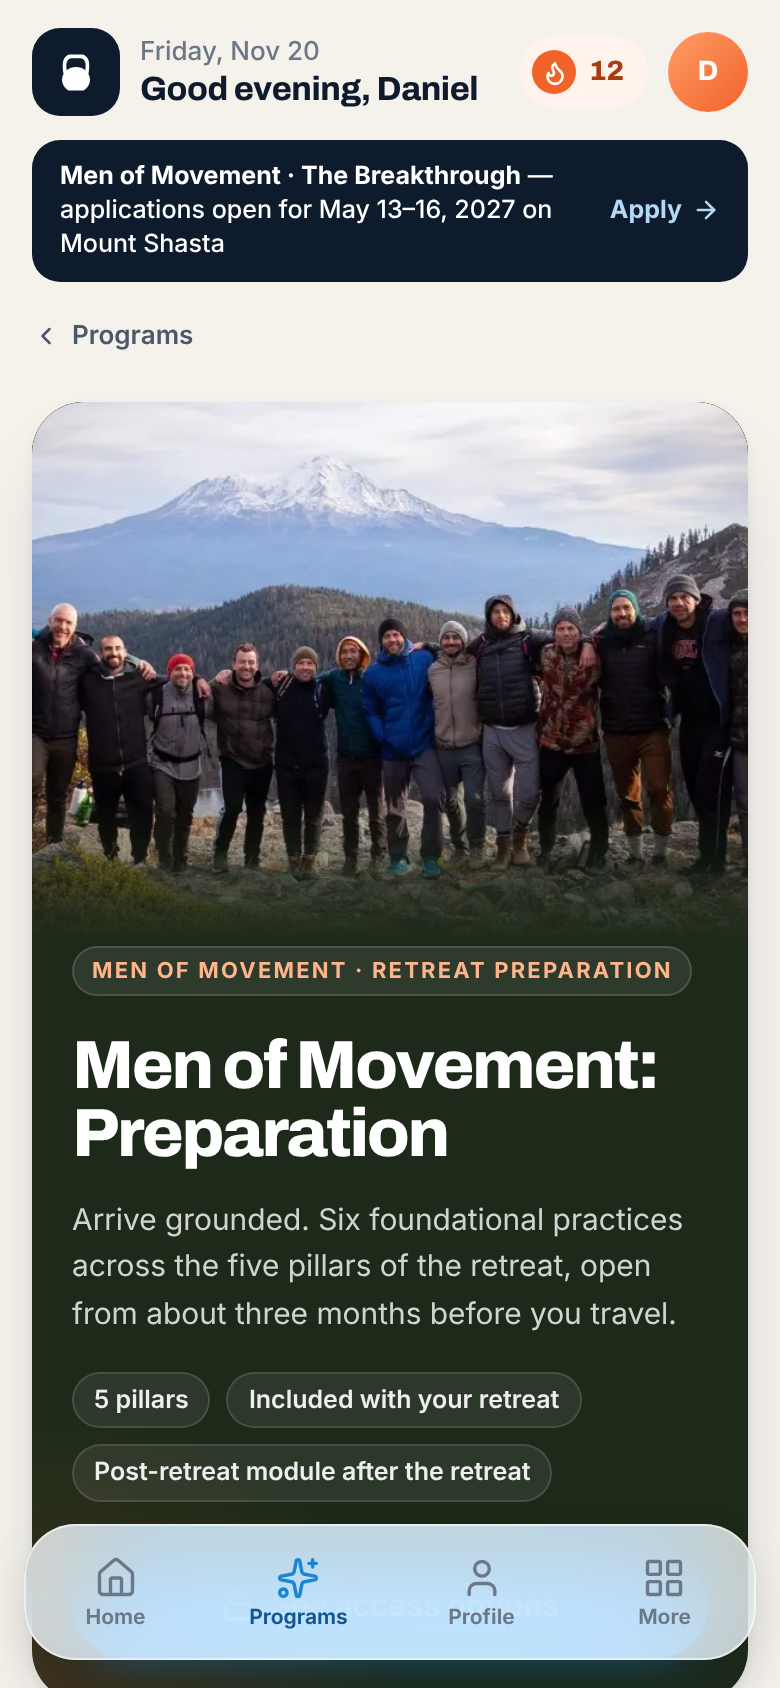 Friday, Nov 20
Good evening, Daniel
12
D
Men of Movement · The Breakthrough —
applications open for May 13–16, 2027 on
Mount Shasta
Apply →
Programs
MEN OF MOVEMENT · RETREAT PREPARATION
Men of Movement:
Preparation
Arrive grounded. Six foundational practices
across the five pillars of the retreat, open
from about three months before you travel.
5 pillars
Included with your retreat
Post-retreat module after the retreat
access
Home
Programs
Profile
More